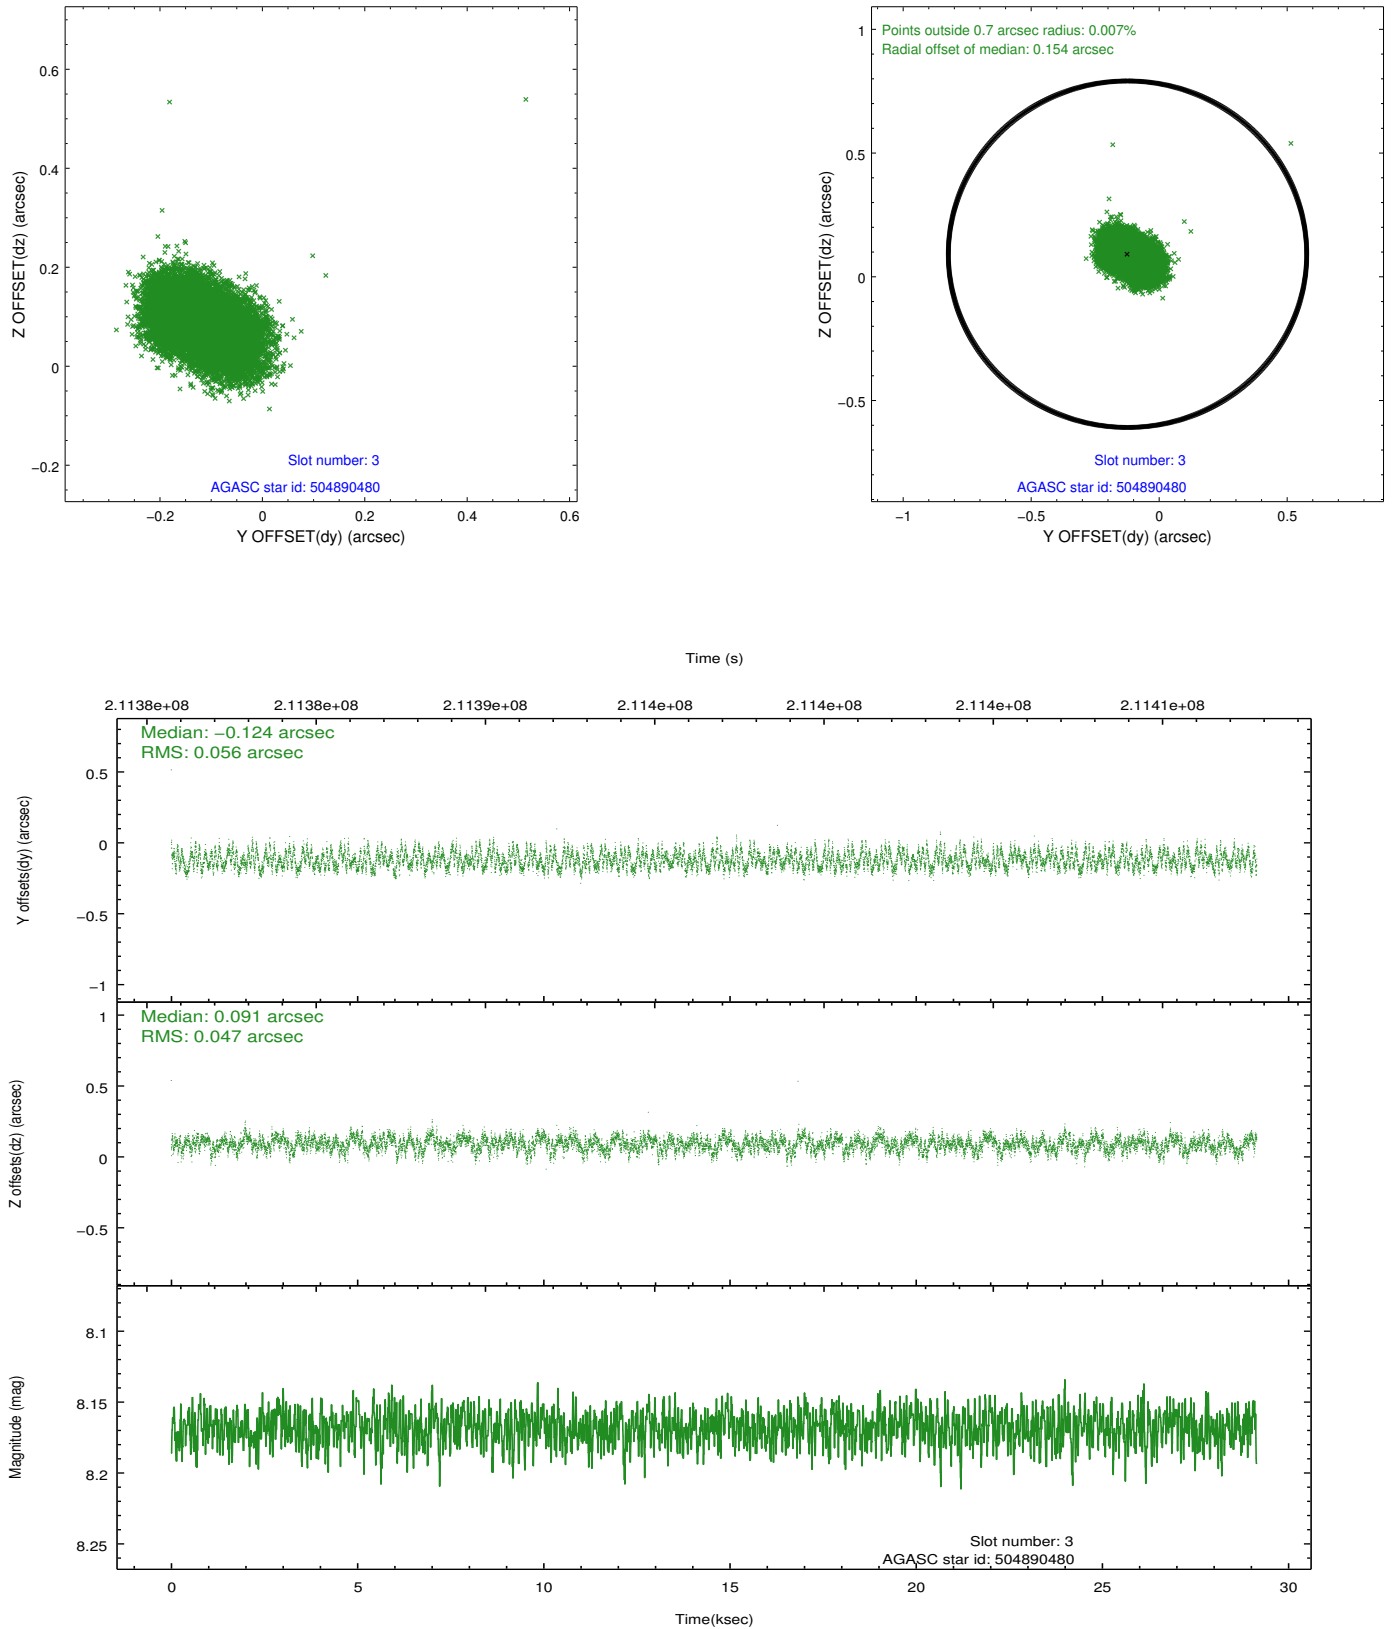 0.6
0.4
0.2
0
−0.2
Z OFFSET(dz) (arcsec)
Slot number: 3
AGASC star id: 504890480
−0.2 0 0.2 0.4 0.6
Y OFFSET(dy) (arcsec)
Points outside 0.7 arcsec radius: 0.007%
Radial offset of median: 0.154 arcsec
1
0.5
0
−0.5
Z OFFSET(dz) (arcsec)
Slot number: 3
AGASC star id: 504890480
−1 −0.5 0 0.5
Y OFFSET(dy) (arcsec)
Time (s)
2.1138e+08 2.1138e+08 2.1139e+08 2.114e+08 2.114e+08 2.114e+08 2.1141e+08
Median: −0.124 arcsec
RMS: 0.056 arcsec
0.5
0
−0.5
−1
Y offsets(dy) (arcsec)
Median: 0.091 arcsec
RMS: 0.047 arcsec
1
0.5
0
−0.5
Z offsets(dz) (arcsec)
8.1
8.15
8.2
8.25
Magnitude (mag)
Slot number: 3
AGASC star id: 504890480
0 5 10 15 20 25 30
Time(ksec)